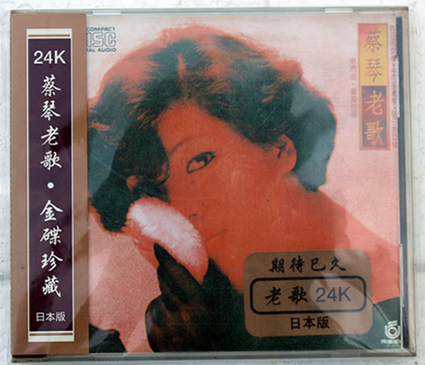 24K
蔡琴老歌·金碟珍藏
日本版
COMPACT
DISC
DIGITAL AUDIO
蔡琴老歌
期待已久
老歌 24K
日本版